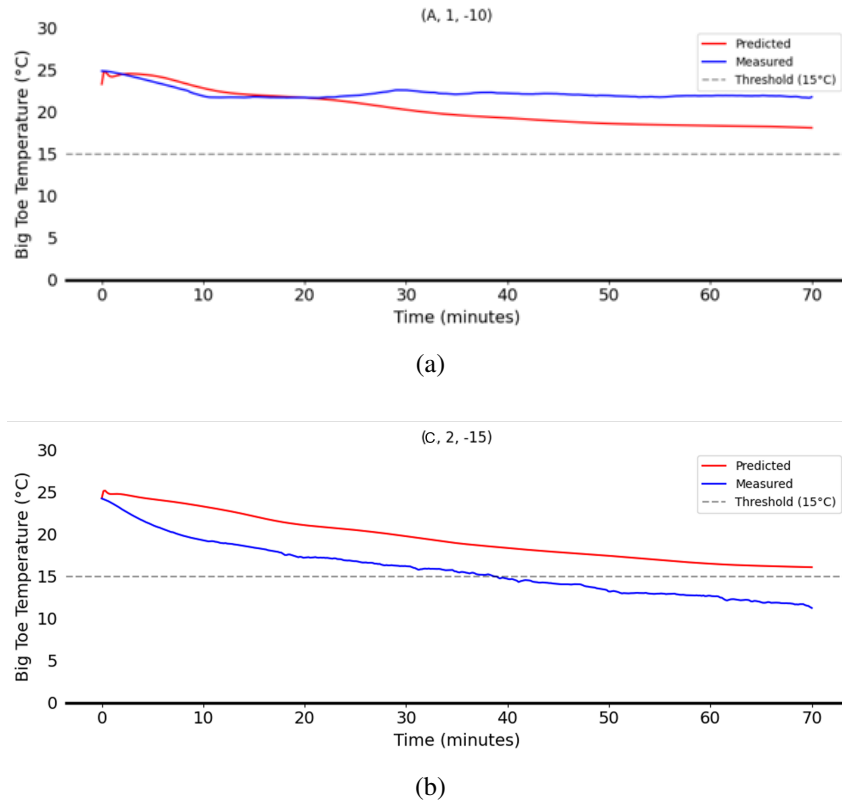 (A, 1, -10)
30
25
20
15
10
5
0
Big Toe Temperature (°C)
Predicted
Measured
Threshold (15°C)
0 10 20 30 40 50 60 70
Time (minutes)
(a)
(C, 2, -15)
30
25
20
15
10
5
0
Big Toe Temperature (°C)
Predicted
Measured
Threshold (15°C)
0 10 20 30 40 50 60 70
Time (minutes)
(b)